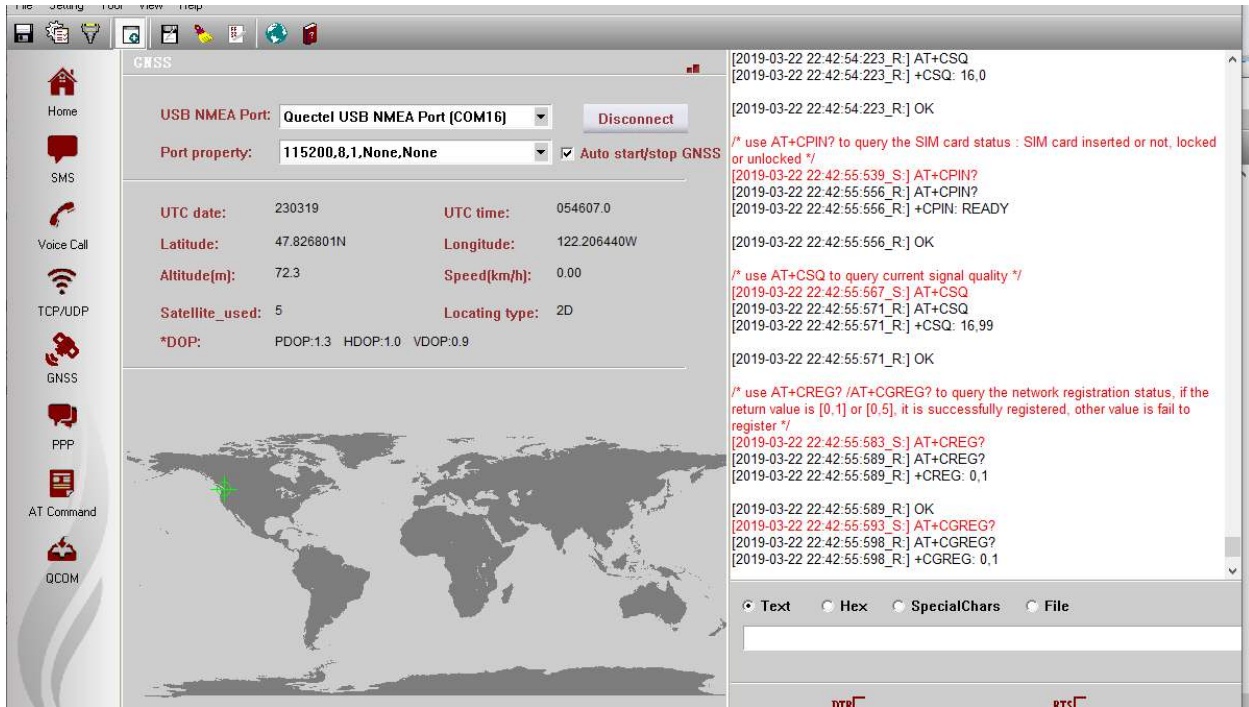 File Setting Tool View Help
Home
SMS
Voice Call
TCP/UDP
GNSS
PPP
AT Command
QCOM
GNSS
USB NMEA Port: Quectel USB NMEA Port (COM16) Disconnect
Port property: 115200,8,1,None,None Auto start/stop GNSS
UTC date: 230319 UTC time: 054607.0
Latitude: 47.826801N Longitude: 122.206440W
Altitude(m): 72.3 Speed(km/h): 0.00
Satellite_used: 5 Locating type: 2D
*DOP: PDOP:1.3 HDOP:1.0 VDOP:0.9
[2019-03-22 22:42:54:223_R:] AT+CSQ
[2019-03-22 22:42:54:223_R:] +CSQ: 16,0
[2019-03-22 22:42:54:223_R:] OK
/* use AT+CPIN? to query the SIM card status : SIM card inserted or not, locked
or unlocked */
[2019-03-22 22:42:55:539_S:] AT+CPIN?
[2019-03-22 22:42:55:556_R:] AT+CPIN?
[2019-03-22 22:42:55:556_R:] +CPIN: READY
[2019-03-22 22:42:55:556_R:] OK
/* use AT+CSQ to query current signal quality */
[2019-03-22 22:42:55:567_S:] AT+CSQ
[2019-03-22 22:42:55:571_R:] AT+CSQ
[2019-03-22 22:42:55:571_R:] +CSQ: 16,99
[2019-03-22 22:42:55:571_R:] OK
/* use AT+CREG? /AT+CGREG? to query the network registration status, if the
return value is [0,1] or [0,5], it is successfully registered, other value is fail to
register */
[2019-03-22 22:42:55:583_S:] AT+CREG?
[2019-03-22 22:42:55:589_R:] AT+CREG?
[2019-03-22 22:42:55:589_R:] +CREG: 0,1
[2019-03-22 22:42:55:589_R:] OK
[2019-03-22 22:42:55:593_S:] AT+CGREG?
[2019-03-22 22:42:55:598_R:] AT+CGREG?
[2019-03-22 22:42:55:598_R:] +CGREG: 0,1
Text Hex SpecialChars File
DTR RTS